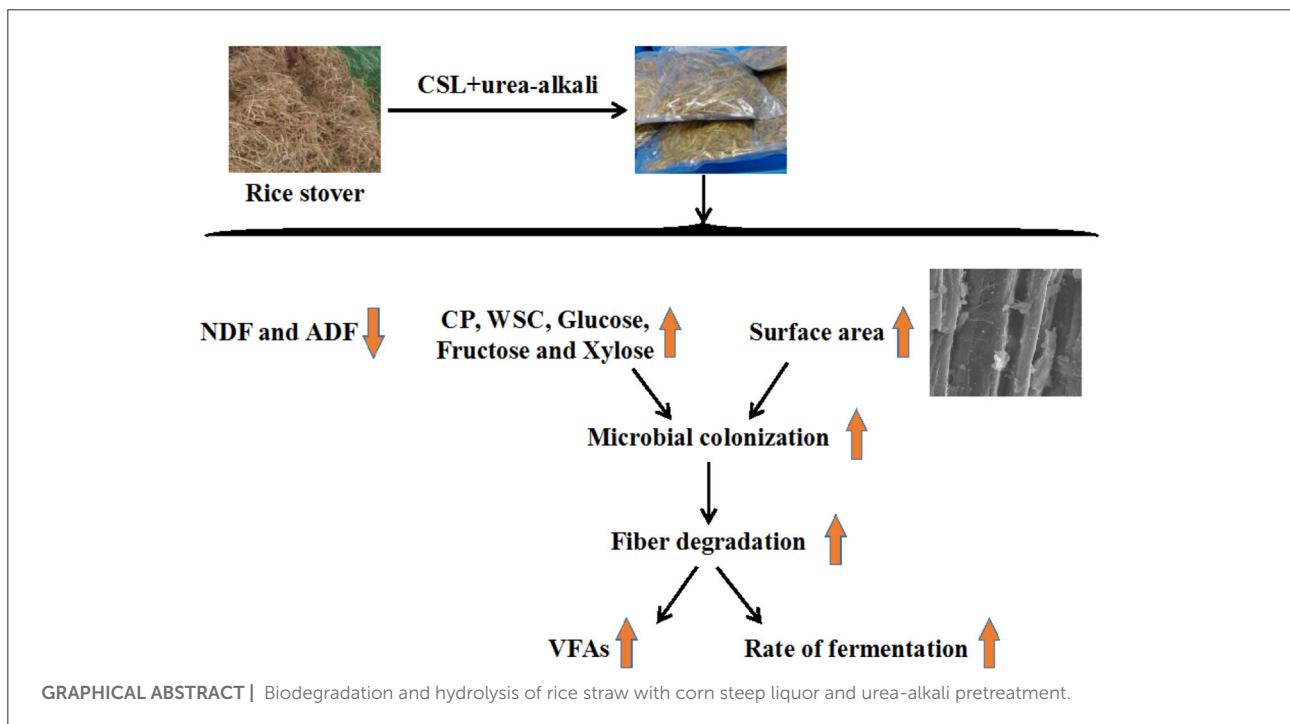 CSL+urea-alkali
Rice stover
NDF and ADF
CP, WSC, Glucose,
Fructose and Xylose
Surface area
Microbial colonization
Fiber degradation
VFAs
Rate of fermentation
GRAPHICAL ABSTRACT | Biodegradation and hydrolysis of rice straw with corn steep liquor and urea-alkali pretreatment.